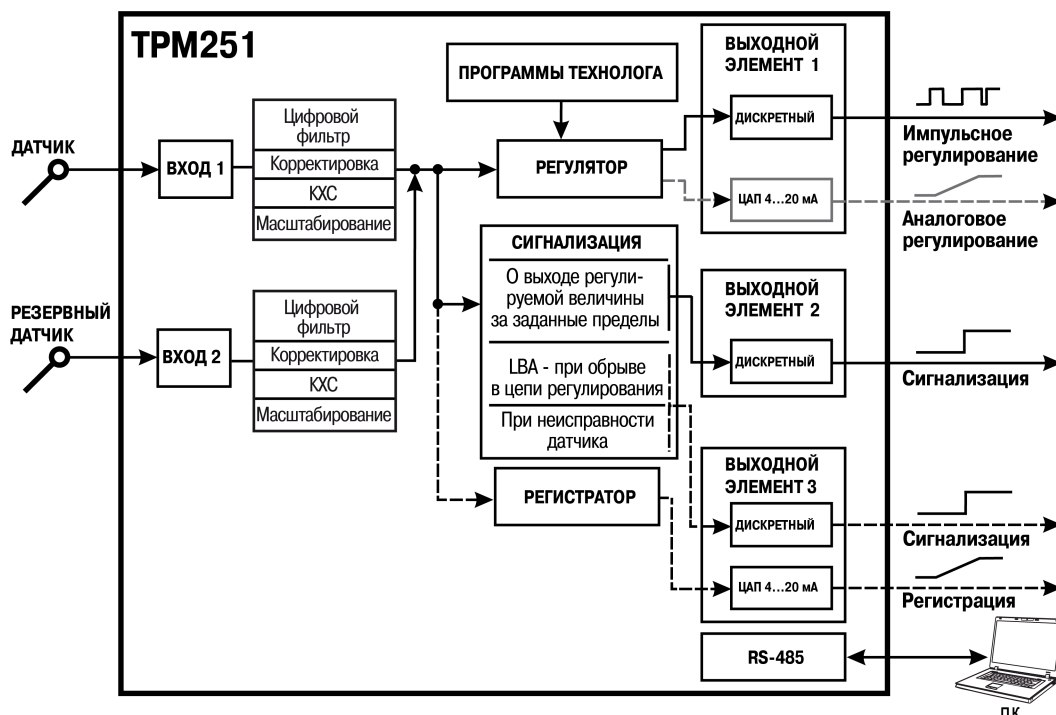 ТРМ251
ДАТЧИК
ВХОД 1
Цифровой
фильтр
Корректировка
КХС
Масштабирование
РЕЗЕРВНЫЙ
ДАТЧИК
ВХОД 2
Цифровой
фильтр
Корректировка
КХС
Масштабирование
ПРОГРАММЫ ТЕХНОЛОГА
РЕГУЛЯТОР
СИГНАЛИЗАЦИЯ
О выходе регули-
руемой величины
за заданные пределы
LBA - при обрыве
в цепи регулирования
При неисправности
датчика
РЕГИСТРАТОР
ВЫХОДНОЙ
ЭЛЕМЕНТ 1
ДИСКРЕТНЫЙ
ЦАП 4...20 мА
Импульсное
регулирование
Аналоговое
регулирование
ВЫХОДНОЙ
ЭЛЕМЕНТ 2
ДИСКРЕТНЫЙ
Сигнализация
ВЫХОДНОЙ
ЭЛЕМЕНТ 3
ДИСКРЕТНЫЙ
ЦАП 4...20 мА
Сигнализация
Регистрация
RS-485
ПК